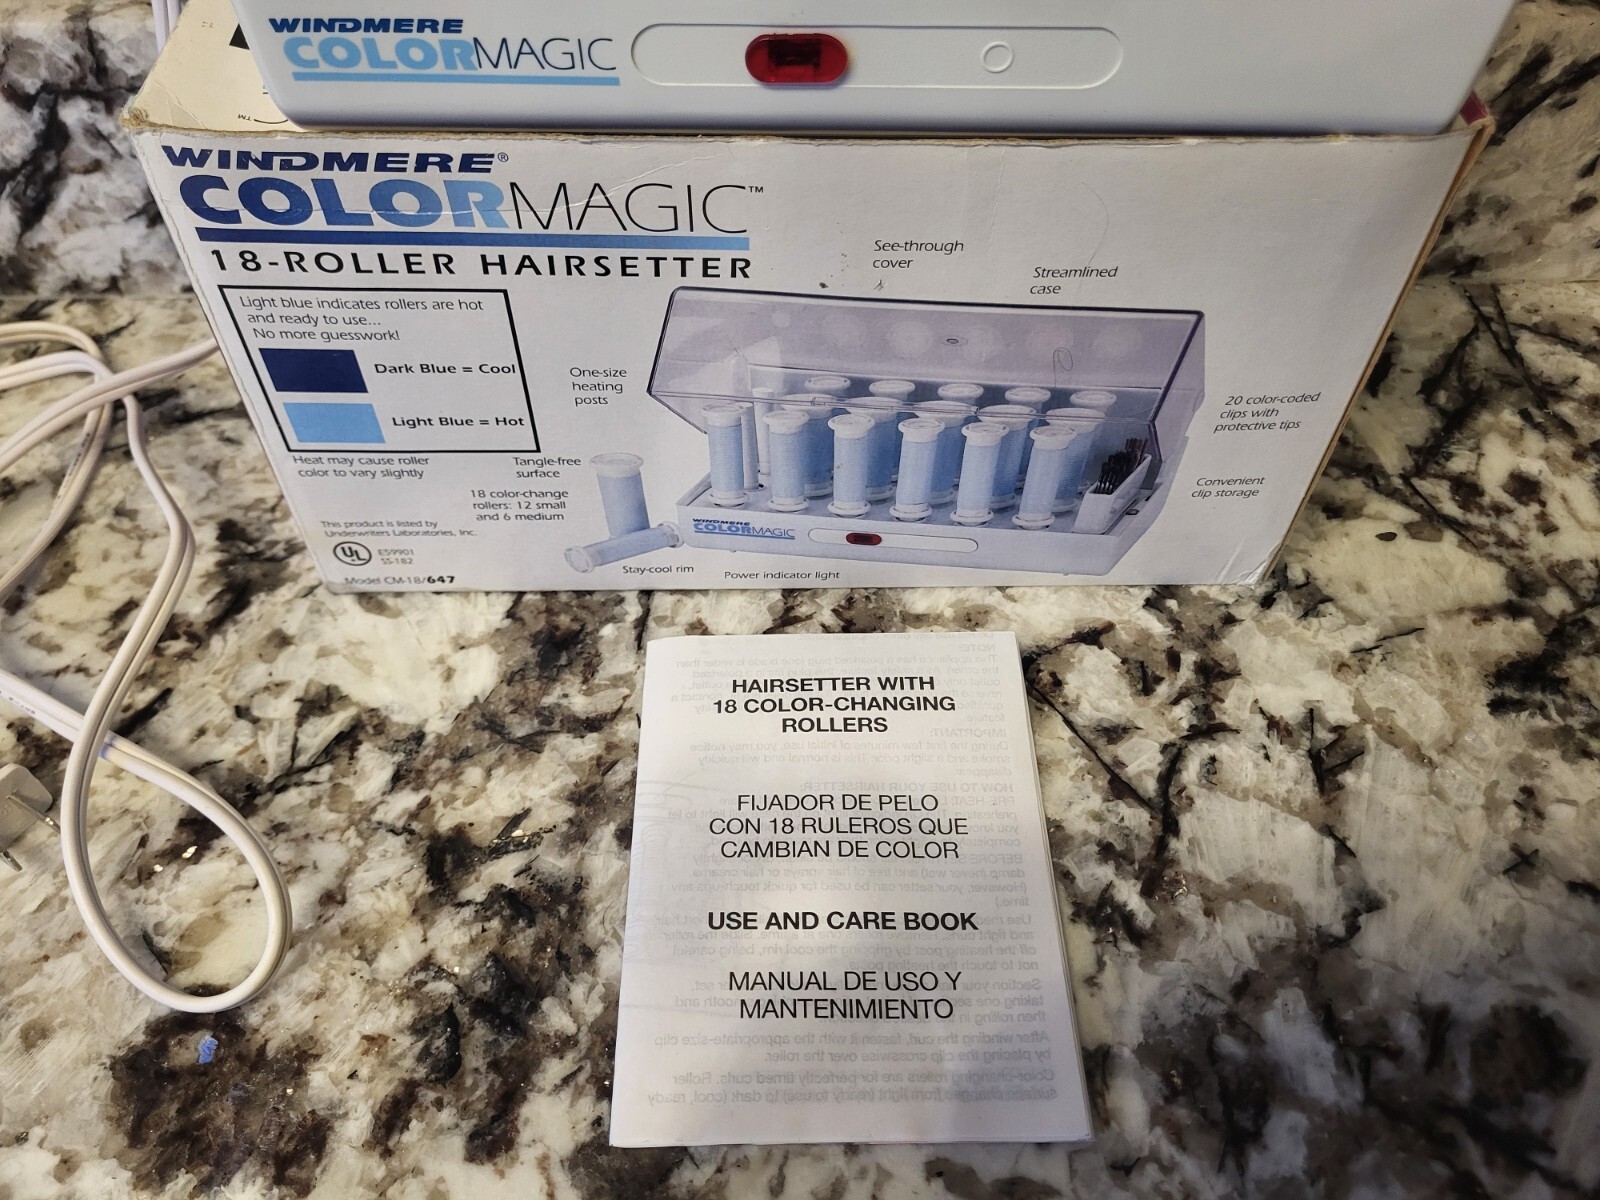 WINDMERE
COLORMAGIC
WINDMERE®
COLORMAGIC™
18-ROLLER HAIRSETTER
Light blue indicates rollers are hot
and ready to use...
No more guesswork!
Dark Blue = Cool
Light Blue = Hot
Heat may cause roller
color to vary slightly
This product is listed by
Underwriters Laboratories, Inc.
UL
E59901
SS-182
Model CM-18/647
One-size
heating
posts
Tangle-free
surface
18 color-change
rollers: 12 small
and 6 medium
See-through
cover
Streamlined
case
20 color-coded
clips with
protective tips
Convenient
clip storage
WINDMERE
COLORMAGIC
Stay-cool rim
Power indicator light
HAIRSETTER WITH
18 COLOR-CHANGING
ROLLERS
FIJADOR DE PELO
CON 18 RULEROS QUE
CAMBIAN DE COLOR
USE AND CARE BOOK
MANUAL DE USO Y
MANTENIMIENTO